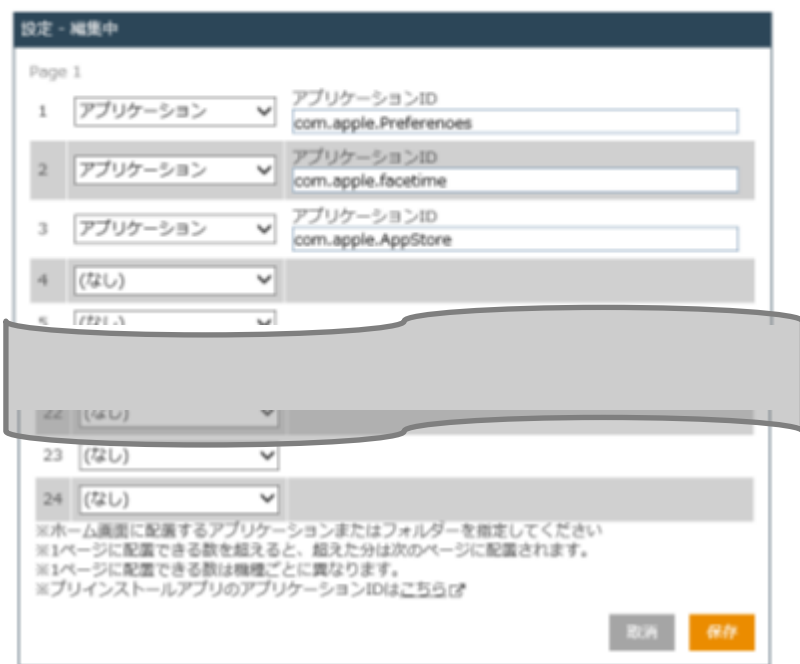 設定 - 編集中
Page 1
1 アプリケーション アプリケーションID
com.apple.Preferenoes
2 アプリケーション アプリケーションID
com.apple.facetime
3 アプリケーション アプリケーションID
com.apple.AppStore
4 (なし)
5 (なし)
22 (なし)
23 (なし)
24 (なし)
※ホーム画面に配置するアプリケーションまたはフォルダーを指定してください
※1ページに配置できる数を超えると、超えた分は次のページに配置されます。
※1ページに配置できる数は機種ごとに異なります。
※プリインストールアプリのアプリケーションIDはこちら
取消 保存